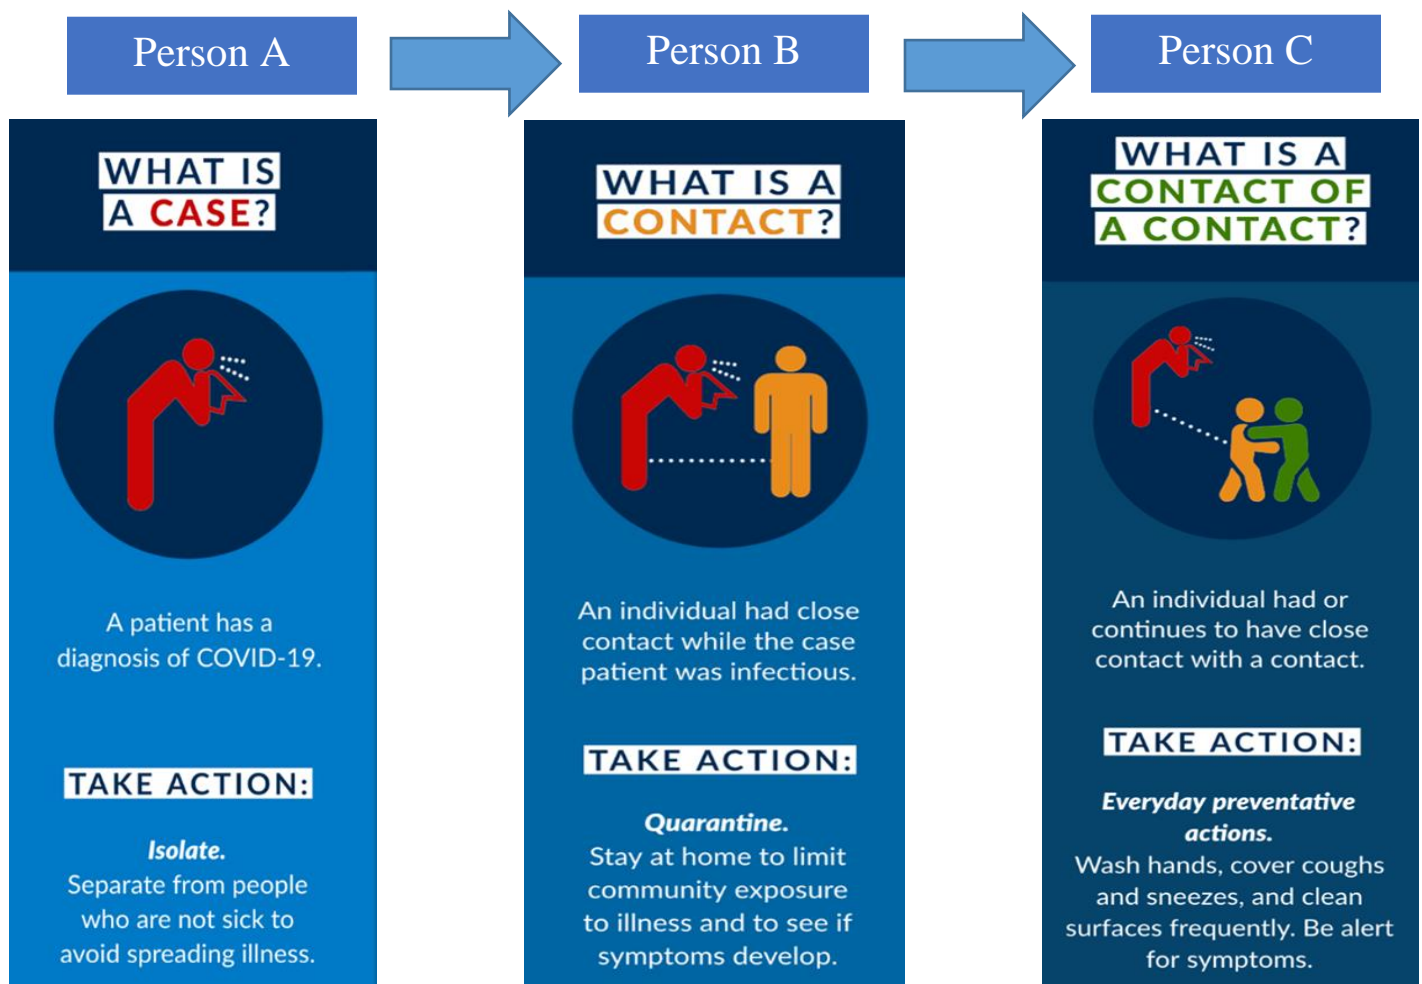 Person A
Person B
Person C
WHAT IS
A CASE?
A patient has a
diagnosis of COVID-19.
TAKE ACTION:
Isolate.
Separate from people
who are not sick to
avoid spreading illness.
WHAT IS A
CONTACT?
An individual had close
contact while the case
patient was infectious.
TAKE ACTION:
Quarantine.
Stay at home to limit
community exposure
to illness and to see if
symptoms develop.
WHAT IS A
CONTACT OF
A CONTACT?
An individual had or
continues to have close
contact with a contact.
TAKE ACTION:
Everyday preventative
actions.
Wash hands, cover coughs
and sneezes, and clean
surfaces frequently. Be alert
for symptoms.